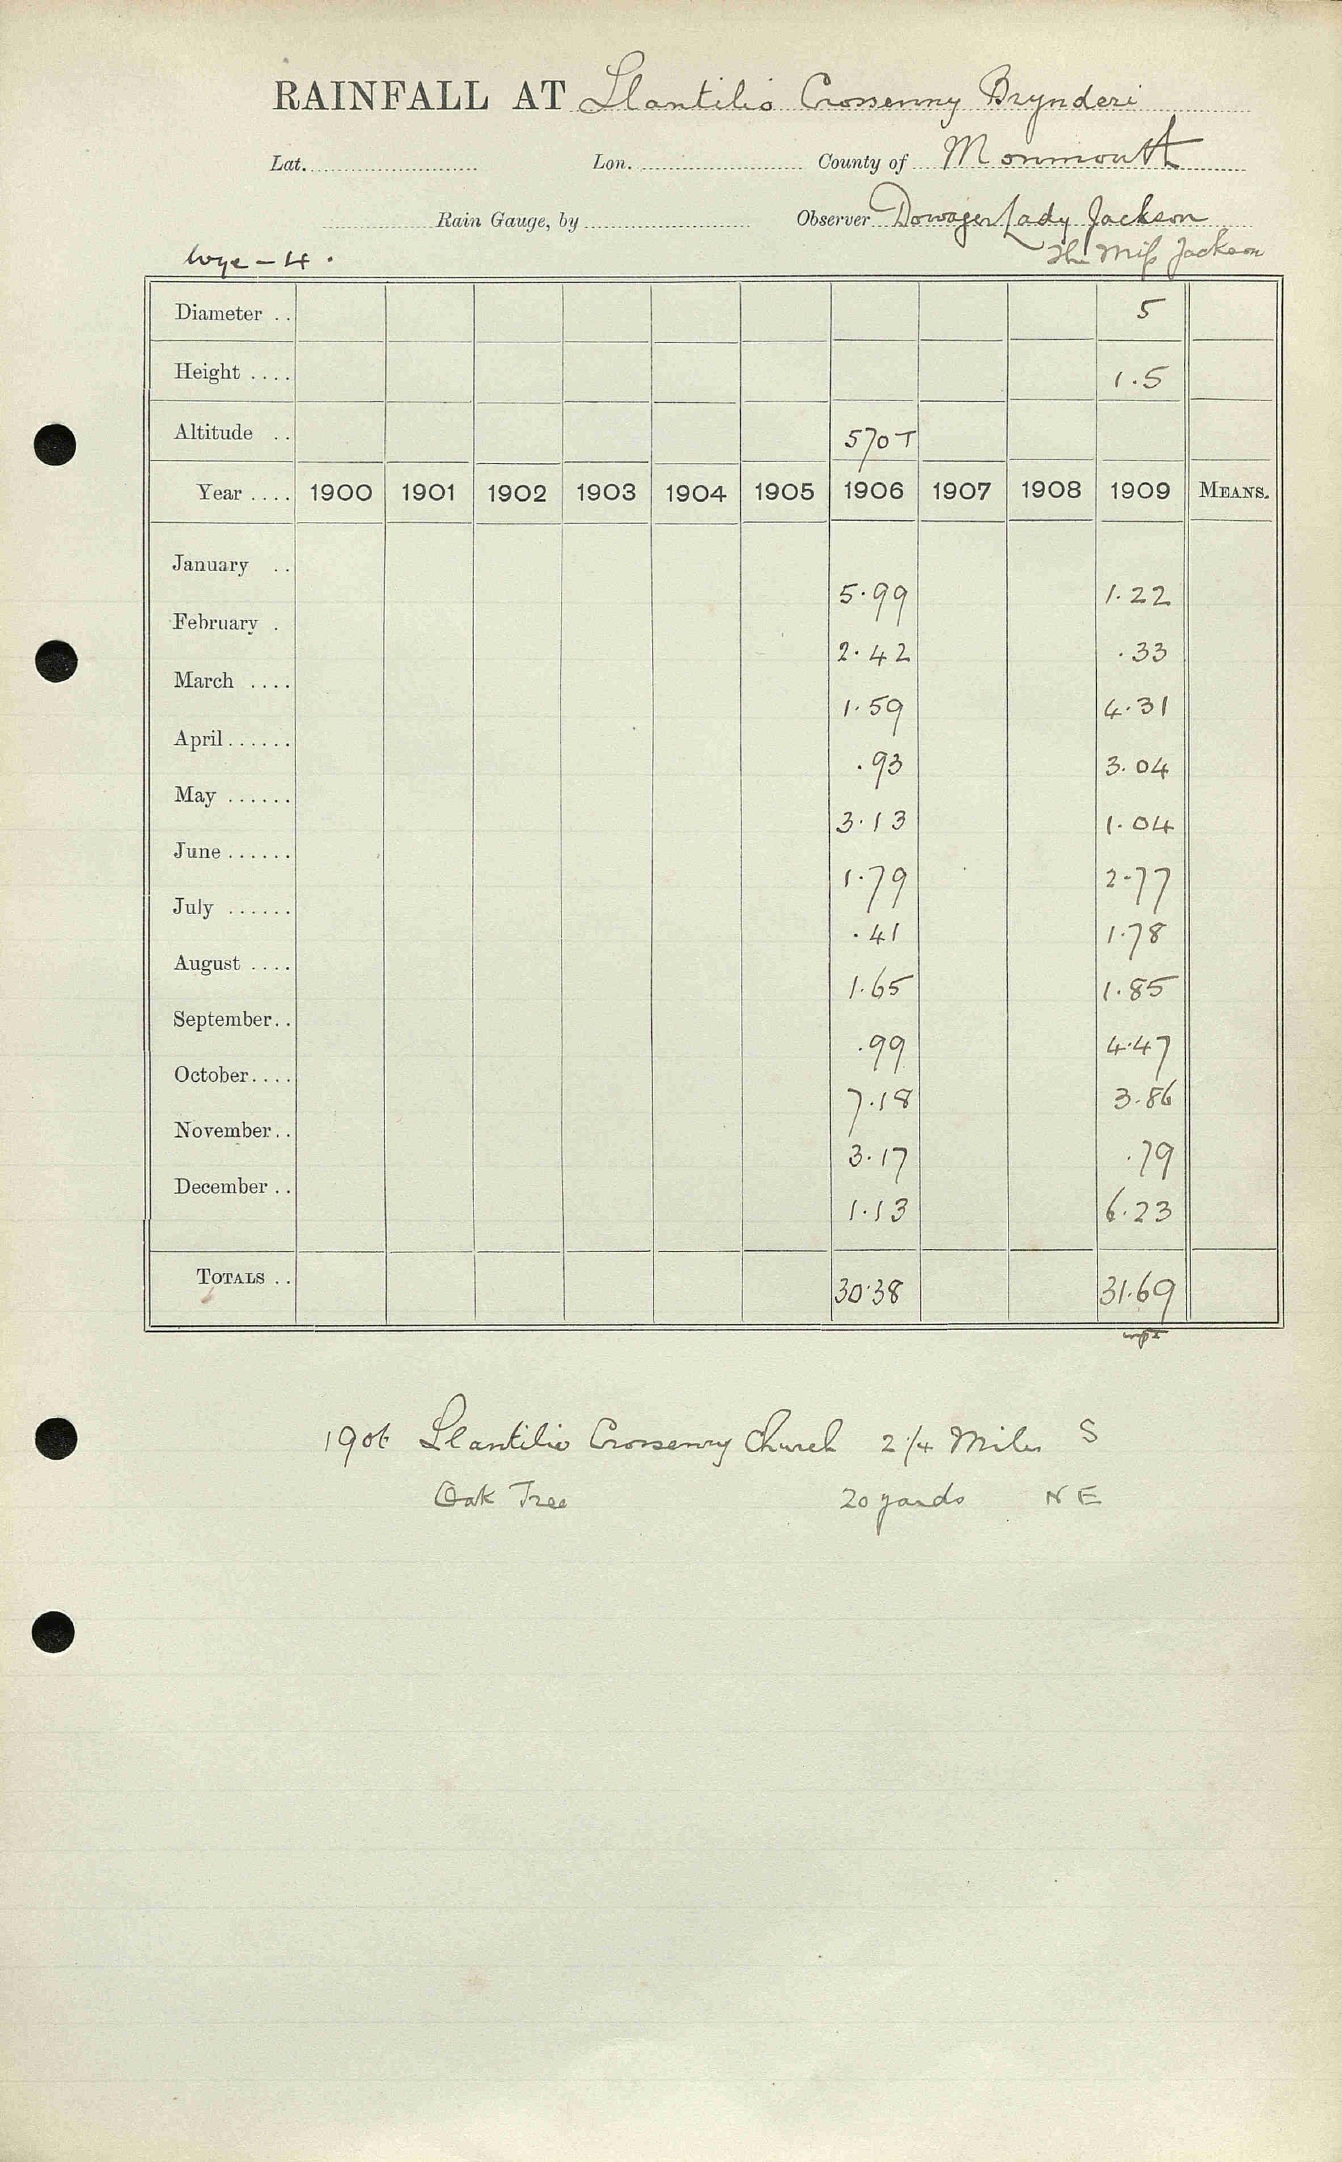 RAINFALL AT Llantilio Crossenny Brynderi
Lat. Lon. County of Monmouth
Rain Gauge, by Observer Dowager Lady Jackson
Wye - 4. The Miss Jackson
Diameter .. 5
Height .... 1.5
Altitude .. 570 T
Year .... 1900 1901 1902 1903 1904 1905 1906 1907 1908 1909 MEANS.
January .. 5.99 1.22
February . 2.42 .33
March .... 1.59 4.31
April...... .93 3.04
May ...... 3.13 1.04
June ...... 1.79 2.77
July ...... .41 1.78
August .... 1.65 1.85
September.. .99 4.47
October.... 7.18 3.86
November.. 3.17 .79
December .. 1.13 6.23
TOTALS .. 30.38 31.69
1906 Llantilio Crossenny Church 2 1/4 Miles S
Oak Tree 20 yards NE